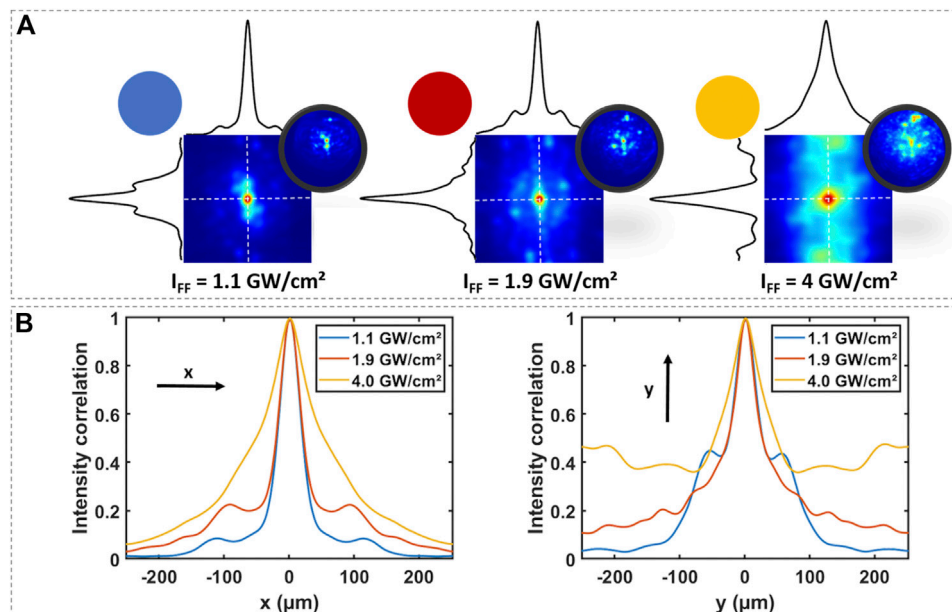 A
I_FF = 1.1 GW/cm²
I_FF = 1.9 GW/cm²
I_FF = 4 GW/cm²
B
Intensity correlation
1
0.8
0.6
0.4
0.2
0
-200
-100
0
100
200
x (µm)
x
1.1 GW/cm²
1.9 GW/cm²
4.0 GW/cm²
Intensity correlation
1
0.8
0.6
0.4
0.2
0
-200
-100
0
100
200
y (µm)
y
1.1 GW/cm²
1.9 GW/cm²
4.0 GW/cm²